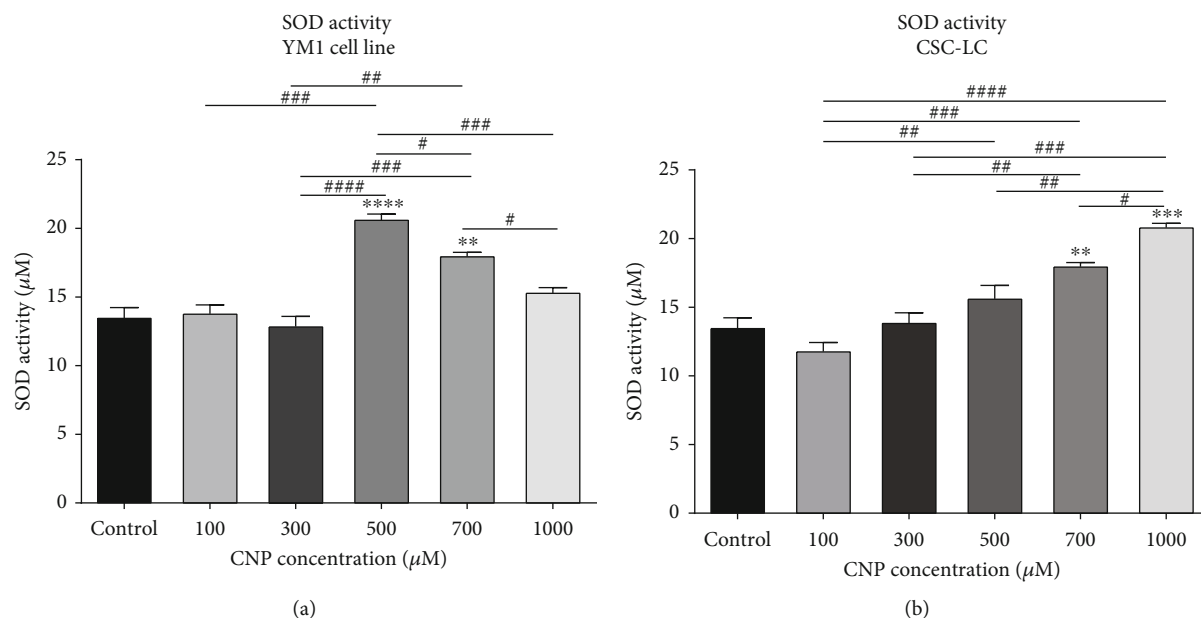 SOD activity
YM1 cell line
##
###
###
#
###
####
****
**
#
25
20
15
10
5
0
SOD activity (µM)
Control 100 300 500 700 1000
CNP concentration (µM)
(a)
SOD activity
CSC-LC
####
###
##
###
##
##
#
***
**
25
20
15
10
5
0
SOD activity (µM)
Control 100 300 500 700 1000
CNP concentration (µM)
(b)